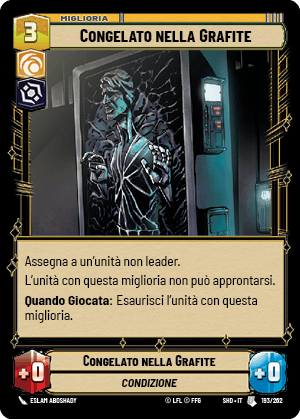 MIGLIORIA
3
CONGELATO NELLA GRAFITE
Assegna a un'unità non leader.
L'unità con questa miglioria non può approntarsi.
Quando Giocata: Esaurisci l'unità con questa
miglioria.
+0
CONGELATO NELLA GRAFITE
CONDIZIONE
+0
ESLAM ABOSHADY
© LFL © FFG
SHD • IT
193/262